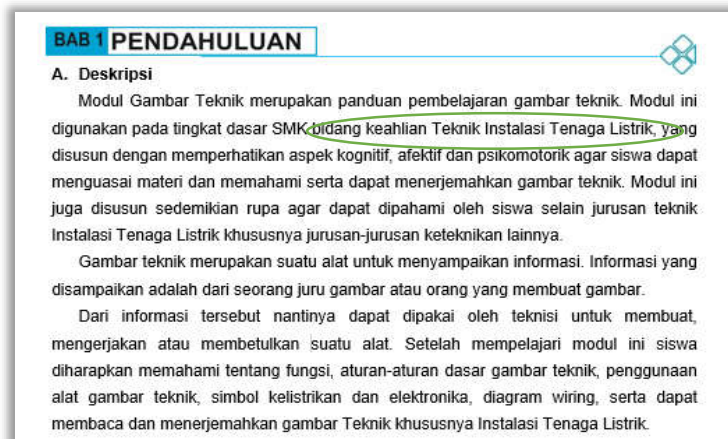 BAB 1 PENDAHULUAN
A. Deskripsi
Modul Gambar Teknik merupakan panduan pembelajaran gambar teknik. Modul ini
digunakan pada tingkat dasar SMK bidang keahlian Teknik Instalasi Tenaga Listrik, yang
disusun dengan memperhatikan aspek kognitif, afektif dan psikomotorik agar siswa dapat
menguasai materi dan memahami serta dapat menerjemahkan gambar teknik. Modul ini
juga disusun sedemikian rupa agar dapat dipahami oleh siswa selain jurusan teknik
Instalasi Tenaga Listrik khususnya jurusan-jurusan keteknikan lainnya.
Gambar teknik merupakan suatu alat untuk menyampaikan informasi. Informasi yang
disampaikan adalah dari seorang juru gambar atau orang yang membuat gambar.
Dari informasi tersebut nantinya dapat dipakai oleh teknisi untuk membuat,
mengerjakan atau membetulkan suatu alat. Setelah mempelajari modul ini siswa
diharapkan memahami tentang fungsi, aturan-aturan dasar gambar teknik, penggunaan
alat gambar teknik, simbol kelistrikan dan elektronika, diagram wiring, serta dapat
membaca dan menerjemahkan gambar Teknik khususnya Instalasi Tenaga Listrik.